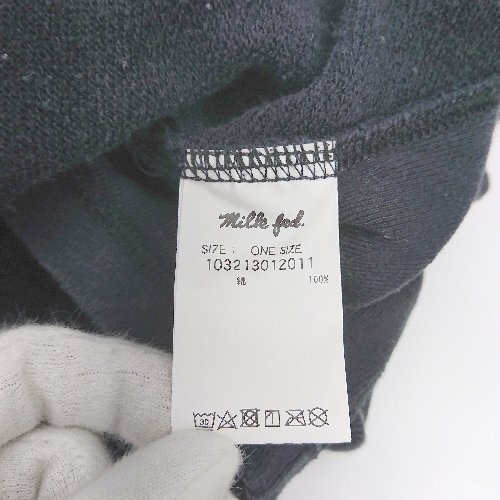 Milk fed.
SIZE : ONE SIZE
103213012011
綿 100%
30